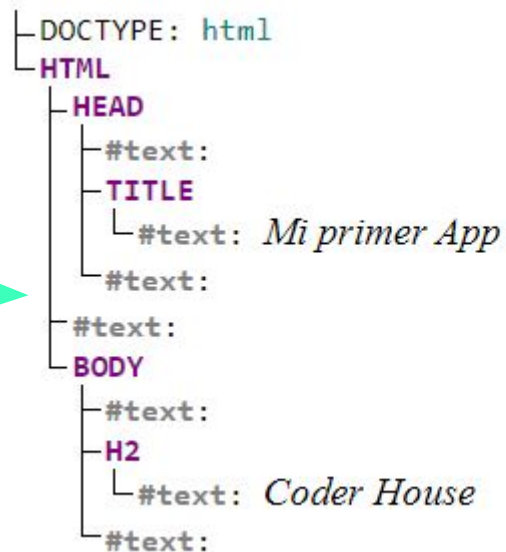 DOCTYPE: html
HTML
HEAD
#text:
TITLE
#text: Mi primer App
#text:
#text:
BODY
#text:
H2
#text: Coder House
#text: